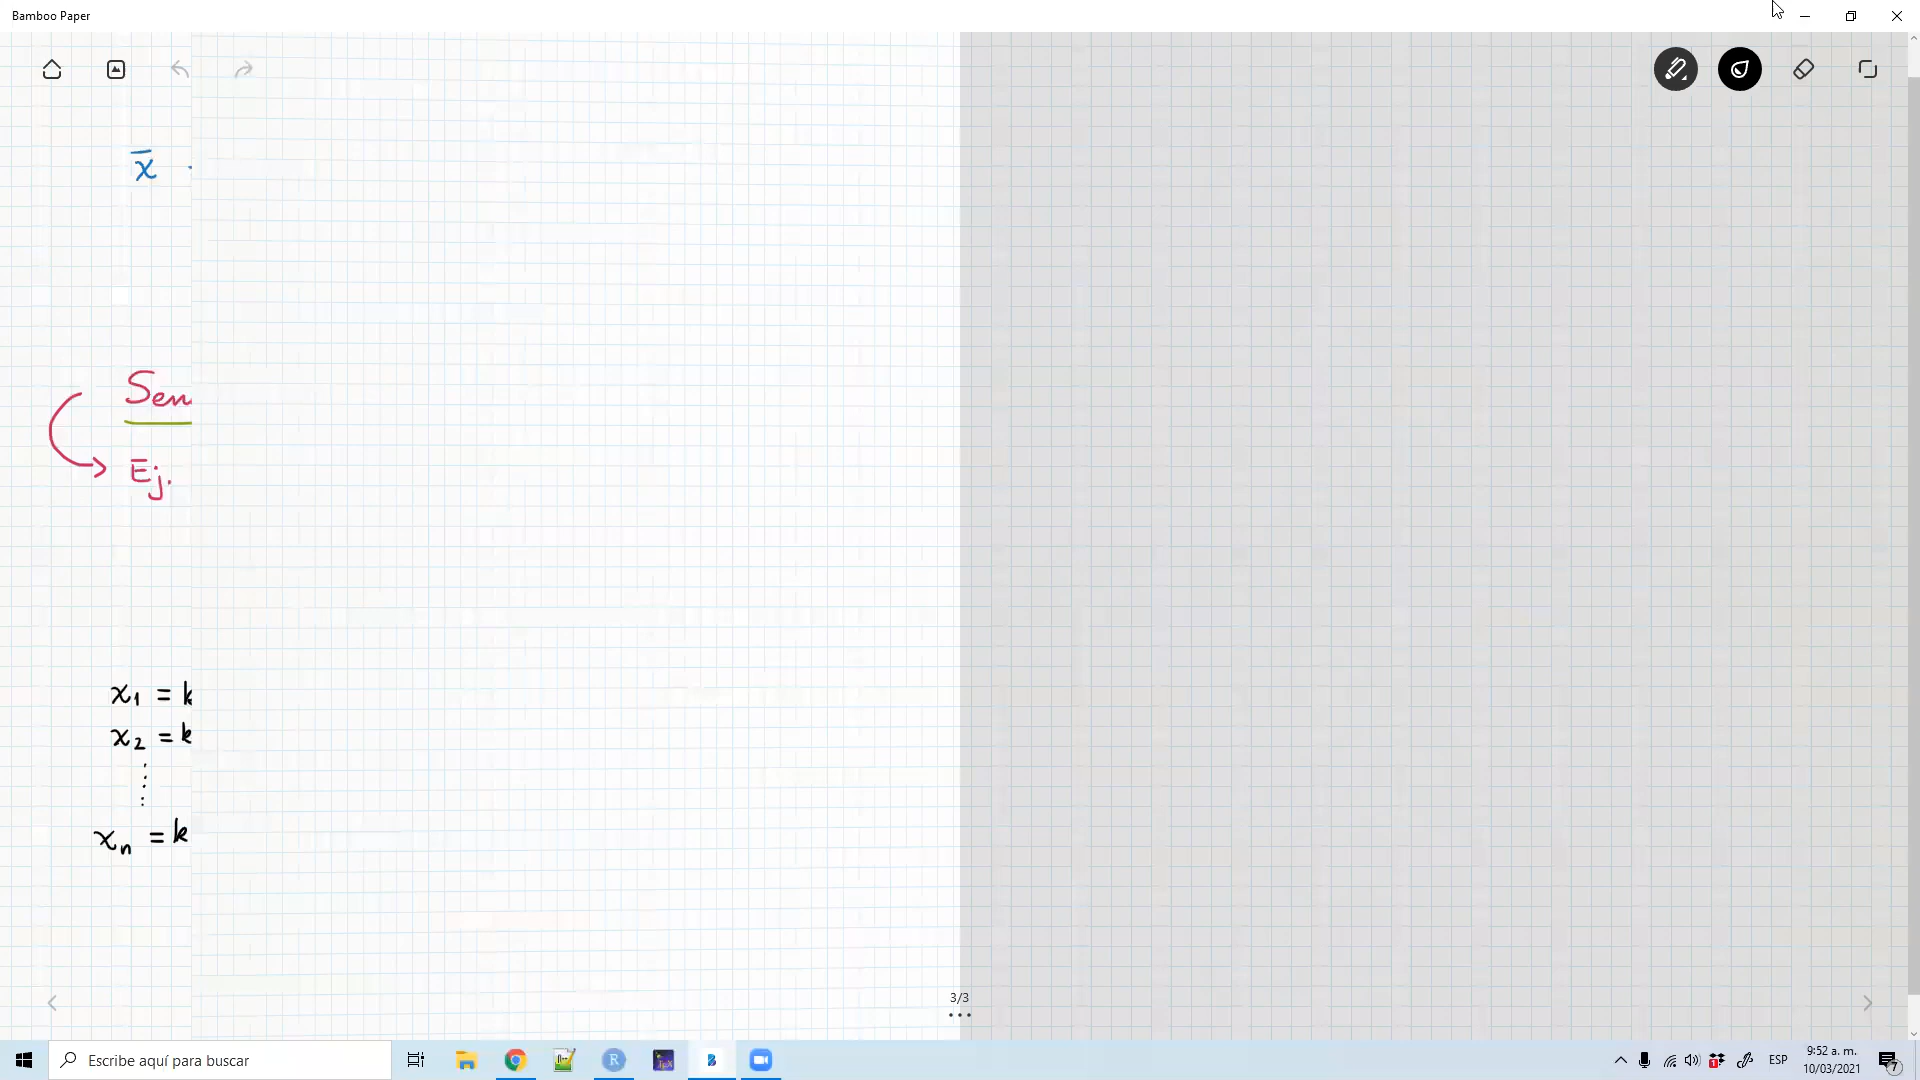 Bamboo Paper
x̄
Sen
Ej.
x₁ = k
x₂ = k
⋮
xₙ = k
3/3
Escribe aquí para buscar
ESP
9:52 a. m.
10/03/2021
7